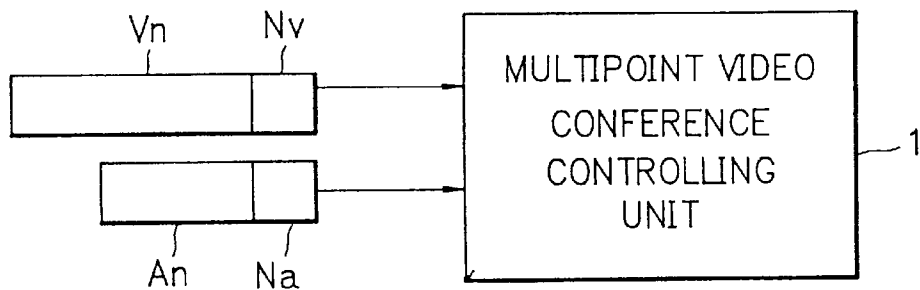 Vn Nv
MULTIPOINT VIDEO
CONFERENCE
CONTROLLING
UNIT
1
An Na